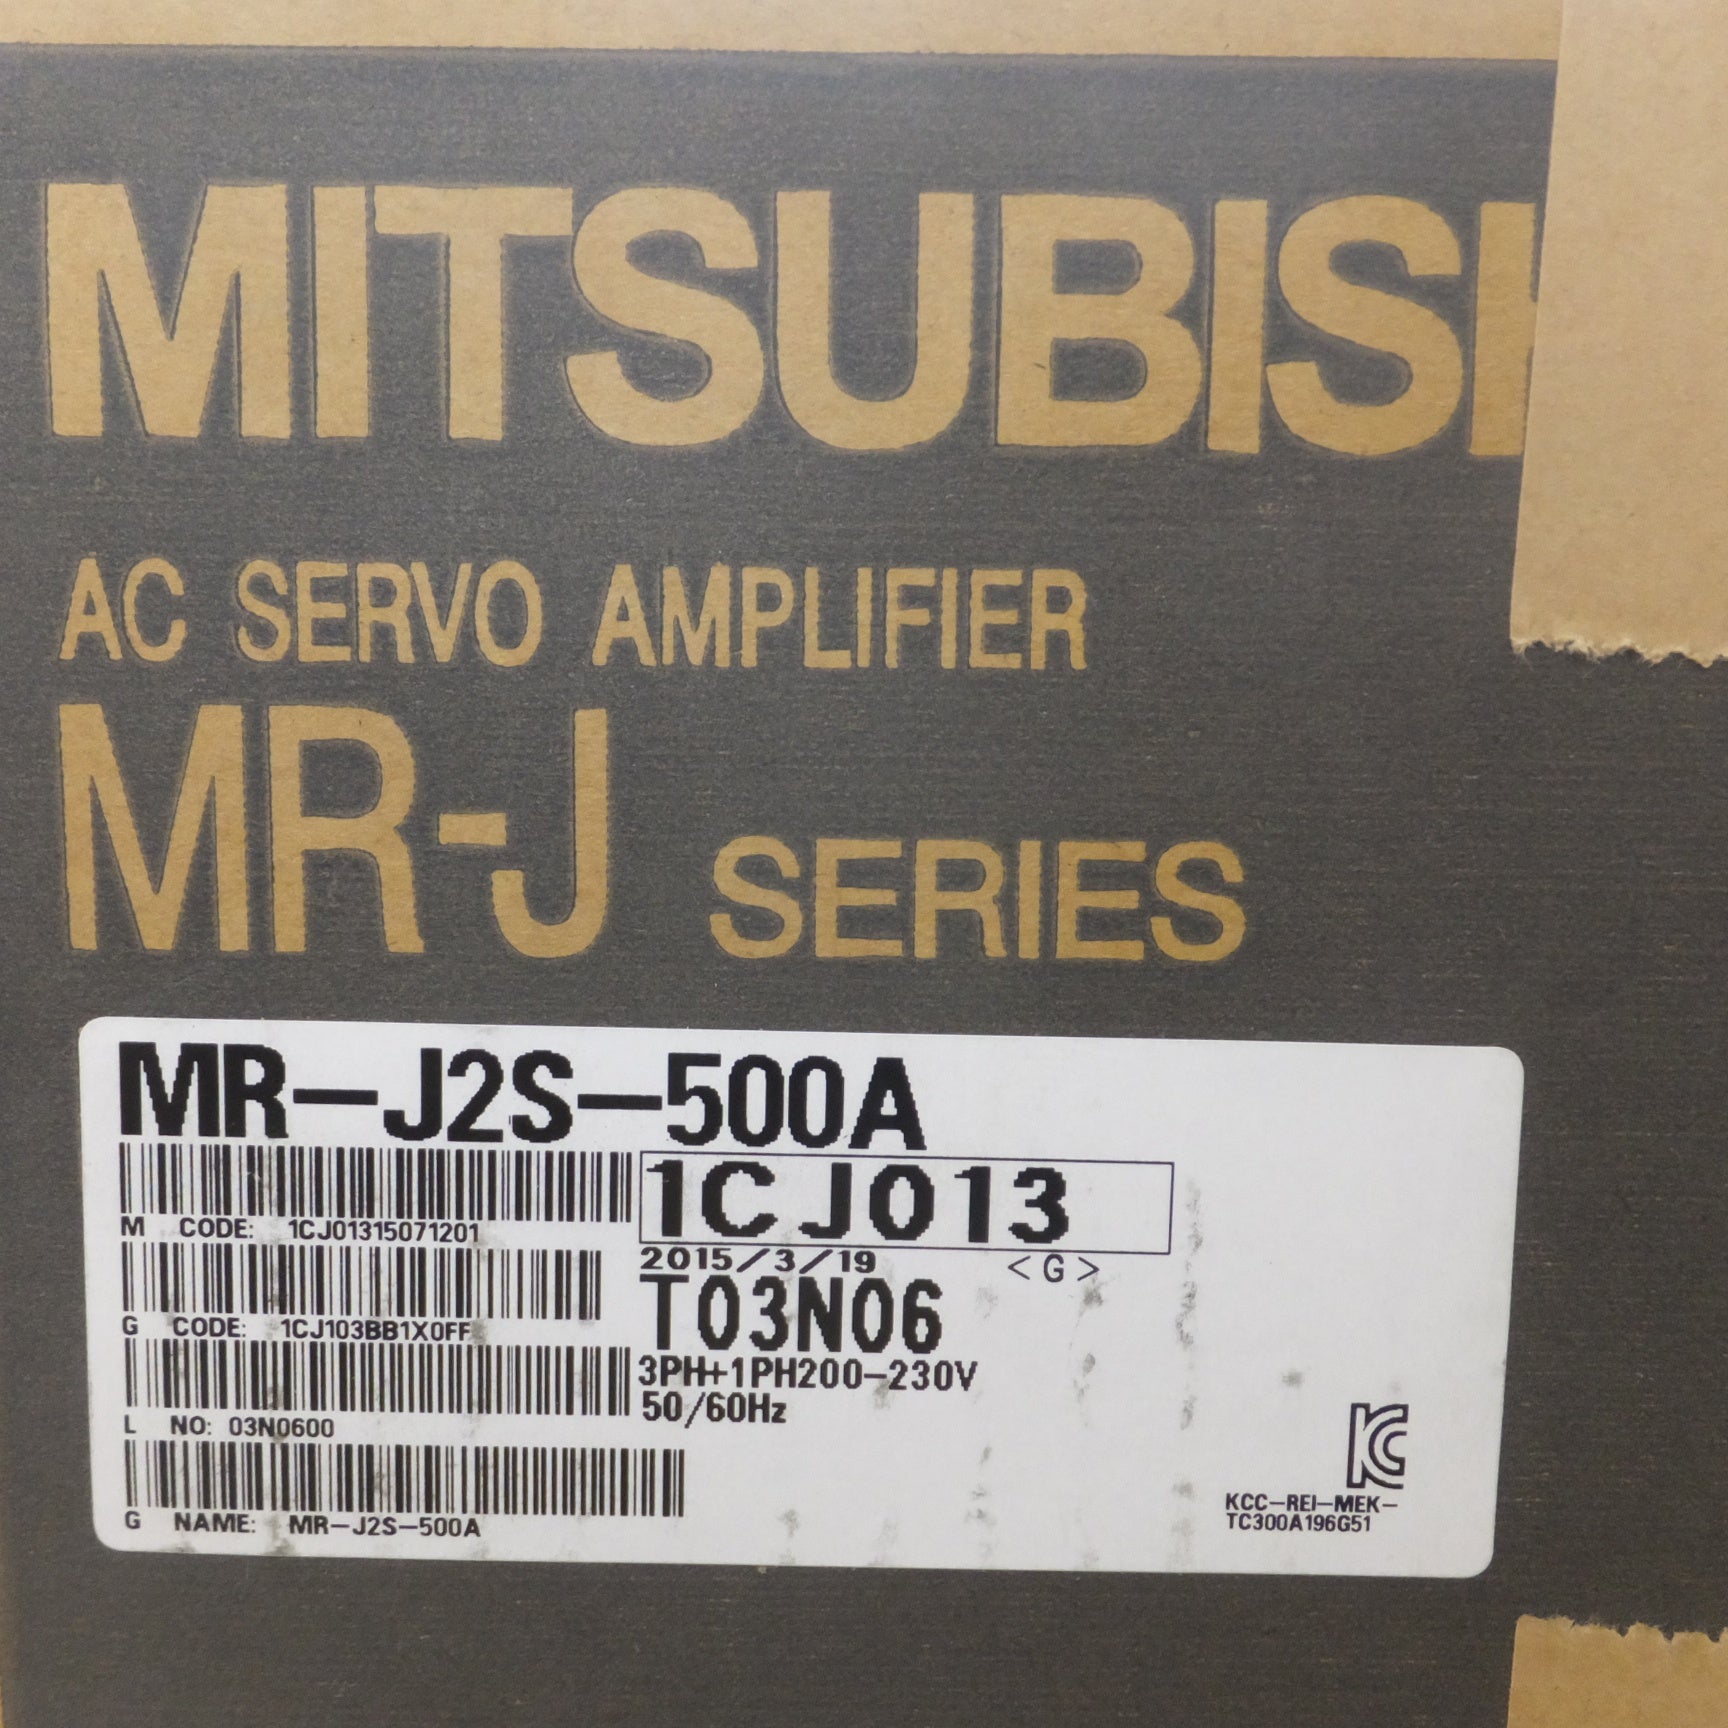 MITSUBISH
AC SERVO AMPLIFIER
MR-J SERIES
MR-J2S-500A
1CJ013
M CODE: 1CJ01315071201
2015/3/19 <G>
T03N06
G CODE: 1CJ103BB1X0FF
3PH+1PH200-230V
50/60Hz
L NO: 03N0600
G NAME: MR-J2S-500A
KCC-REI-MEK-
TC300A196G51